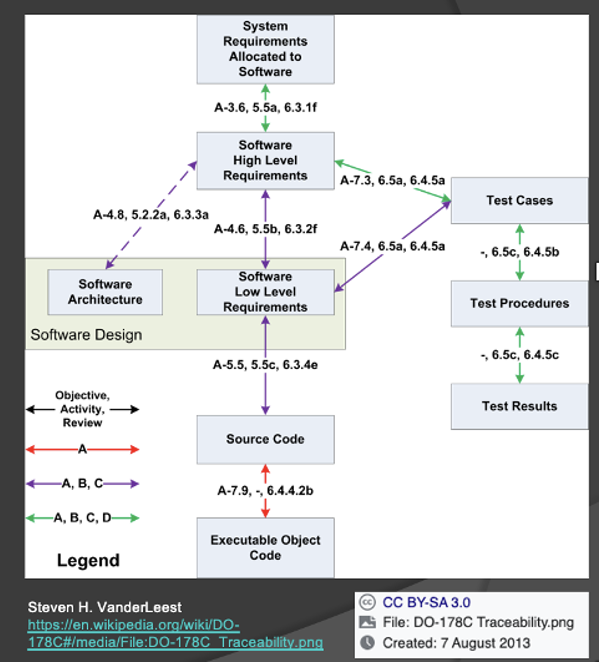 System
Requirements
Allocated to
Software
A-3.6, 5.5a, 6.3.1f
Software
High Level
Requirements
A-7.3, 6.5a, 6.4.5a
Test Cases
A-4.8, 5.2.2a, 6.3.3a
A-4.6, 5.5b, 6.3.2f
A-7.4, 6.5a, 6.4.5a
-, 6.5c, 6.4.5b
Software
Architecture
Software
Low Level
Requirements
Test Procedures
Software Design
-, 6.5c, 6.4.5c
A-5.5, 5.5c, 6.3.4e
Test Results
Objective,
Activity,
Review
Source Code
A
A, B, C
A-7.9, -, 6.4.4.2b
A, B, C, D
Executable Object
Code
Legend
Steven H. VanderLeest
https://en.wikipedia.org/wiki/DO-
178C#/media/File:DO-178C_Traceability.png
cc CC BY-SA 3.0
File: DO-178C Traceability.png
Created: 7 August 2013